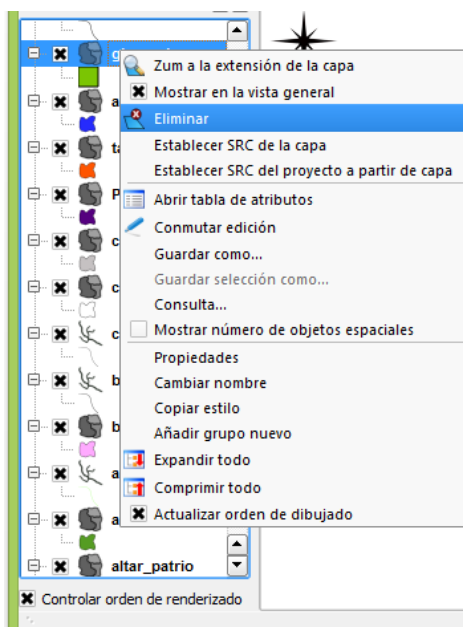 Zum a la extensión de la capa
Mostrar en la vista general
Eliminar
Establecer SRC de la capa
Establecer SRC del proyecto a partir de capa
Abrir tabla de atributos
Conmutar edición
Guardar como...
Guardar selección como...
Consulta...
Mostrar número de objetos espaciales
Propiedades
Cambiar nombre
Copiar estilo
Añadir grupo nuevo
Expandir todo
Comprimir todo
Actualizar orden de dibujado
altar_patrio
Controlar orden de renderizado